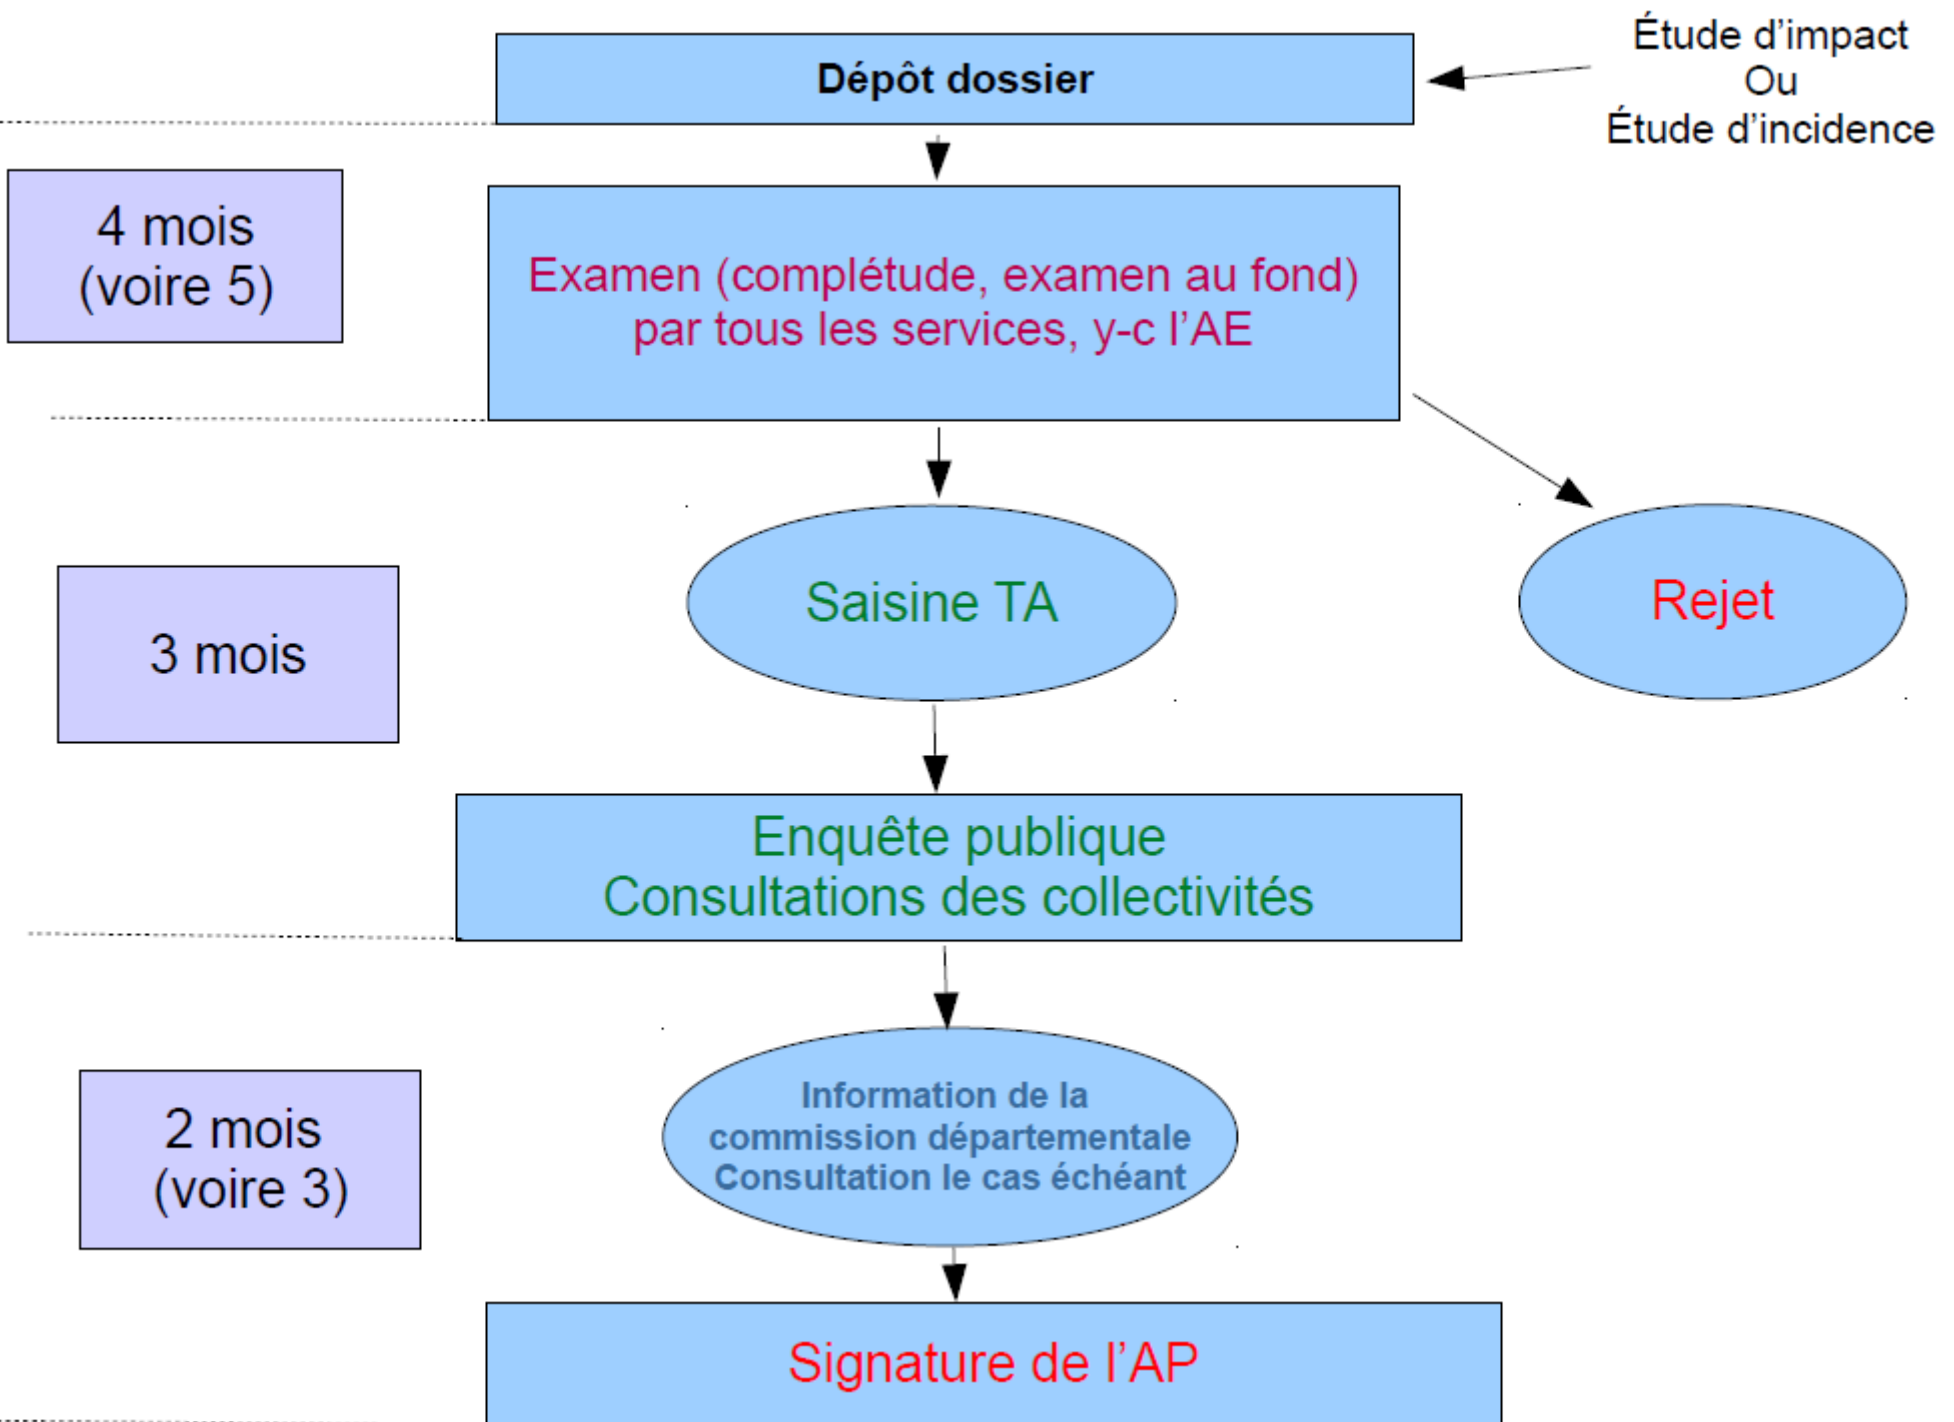 Étude d'impact
Ou
Étude d'incidence
Dépôt dossier
4 mois
(voire 5)
Examen (complétude, examen au fond)
par tous les services, y-c l'AE
Saisine TA
Rejet
3 mois
Enquête publique
Consultations des collectivités
2 mois
(voire 3)
Information de la
commission départementale
Consultation le cas échéant
Signature de l'AP